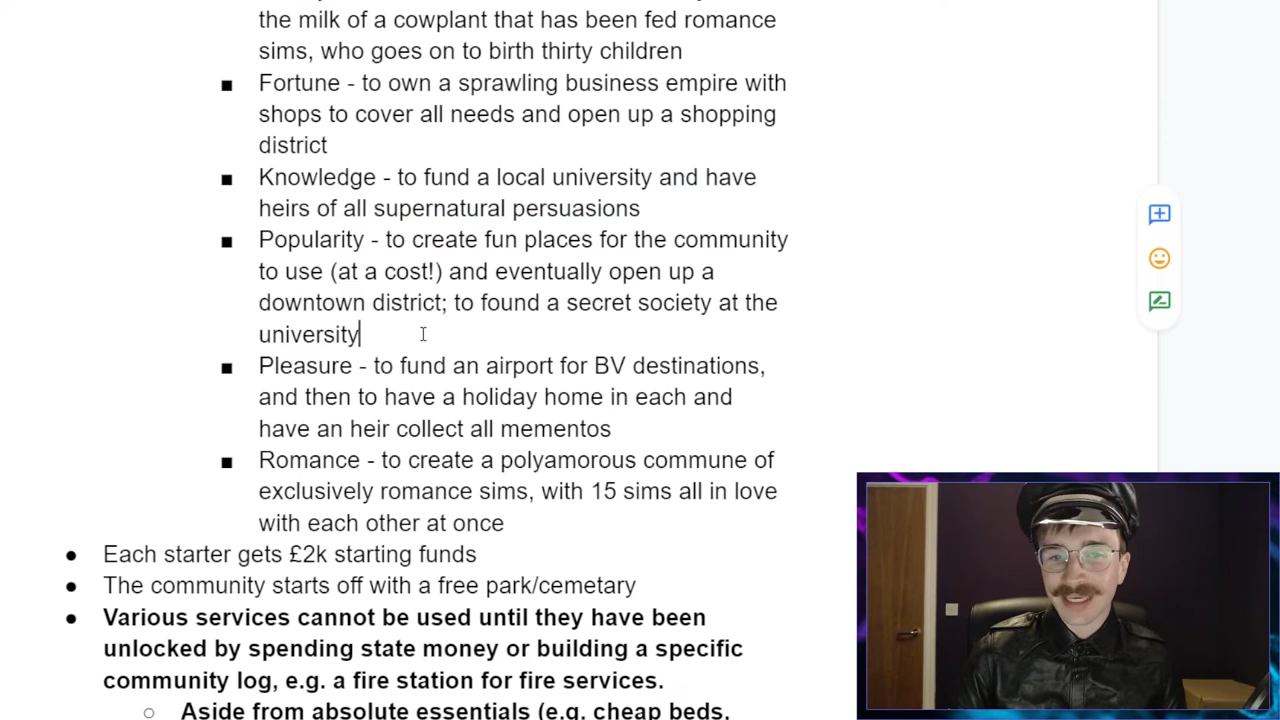 the milk of a cowplant that has been fed romance
sims, who goes on to birth thirty children
■ Fortune - to own a sprawling business empire with
shops to cover all needs and open up a shopping
district
■ Knowledge - to fund a local university and have
heirs of all supernatural persuasions
■ Popularity - to create fun places for the community
to use (at a cost!) and eventually open up a
downtown district; to found a secret society at the
university
■ Pleasure - to fund an airport for BV destinations,
and then to have a holiday home in each and
have an heir collect all mementos
■ Romance - to create a polyamorous commune of
exclusively romance sims, with 15 sims all in love
with each other at once
● Each starter gets £2k starting funds
● The community starts off with a free park/cemetary
● Various services cannot be used until they have been
unlocked by spending state money or building a specific
community log, e.g. a fire station for fire services.
○ Aside from absolute essentials (e.g. cheap beds,